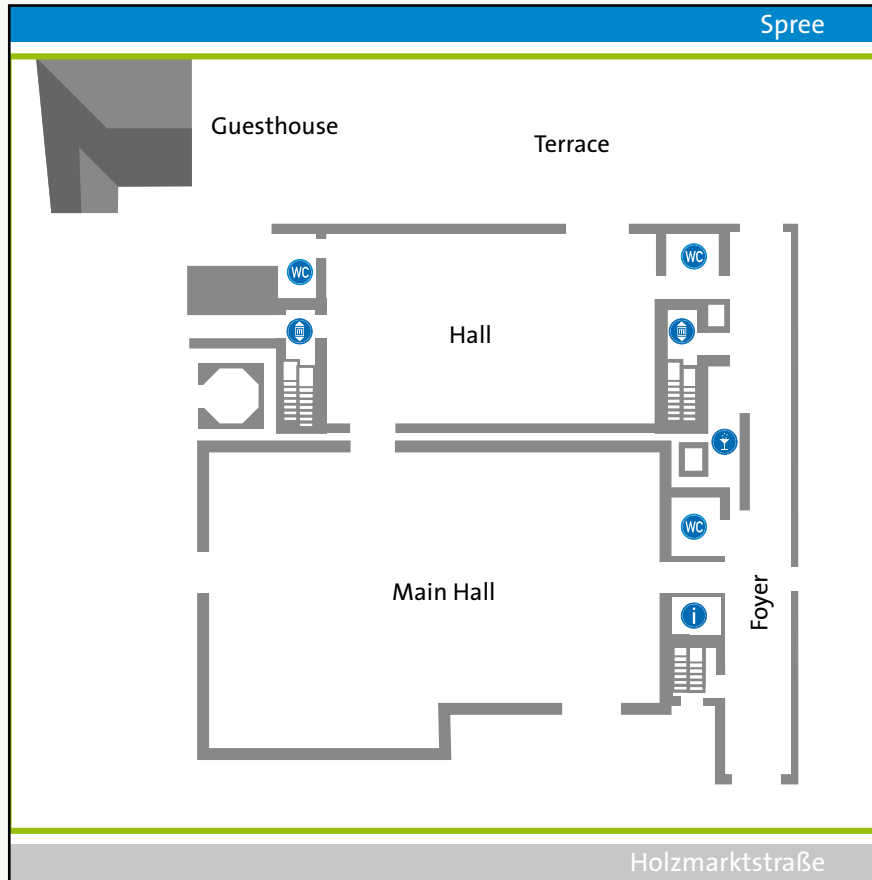 Spree
Guesthouse
Terrace
WC
WC
Hall
WC
Main Hall
i
Foyer
Holzmarktstraße